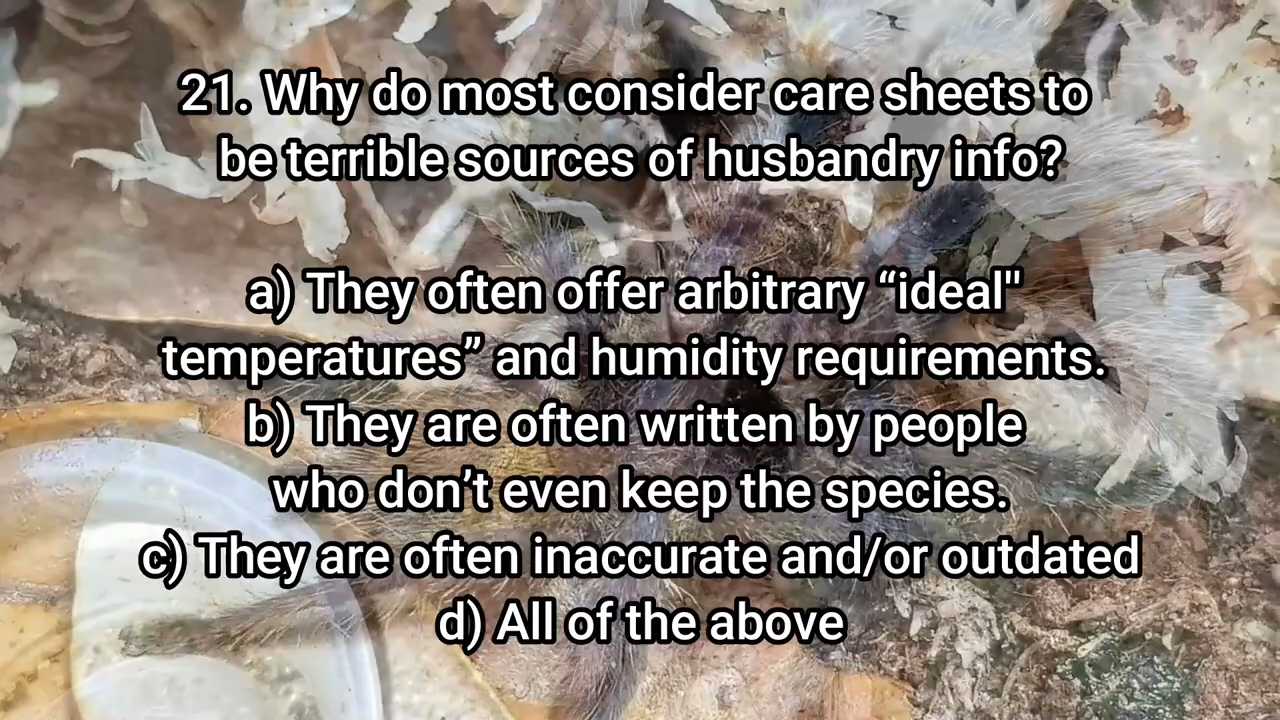 21. Why do most consider care sheets to
be terrible sources of husbandry info?
a) They often offer arbitrary “ideal"
temperatures” and humidity requirements.
b) They are often written by people
who don’t even keep the species.
c) They are often inaccurate and/or outdated
d) All of the above